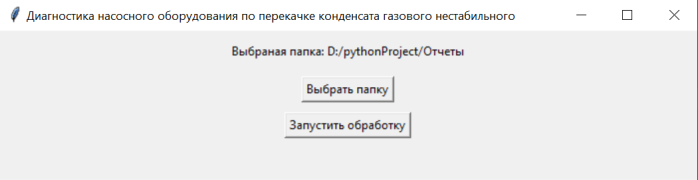 Диагностика насосного оборудования по перекачке конденсата газового нестабильного
Выбраная папка: D:/pythonProject/Отчеты
Выбрать папку
Запустить обработку